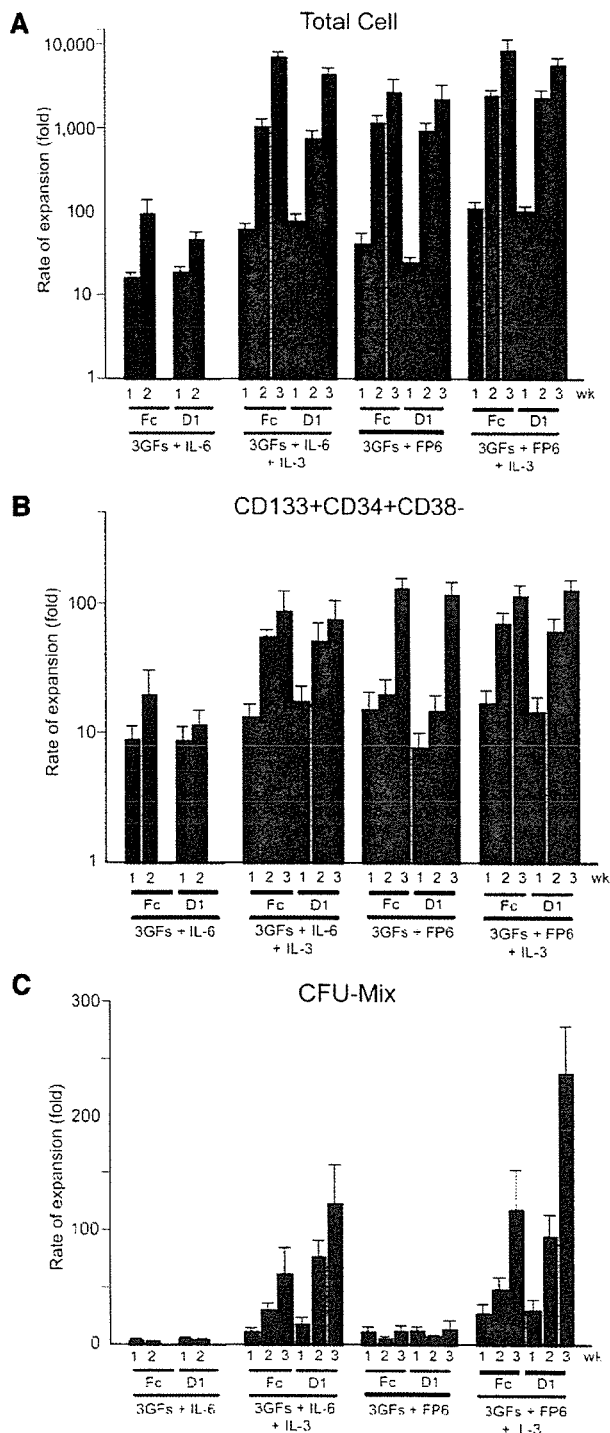 A
Total Cell
Rate of expansion (fold)
10,000
1,000
100
10
1
1 2 1 2 1 2 3 1 2 3 1 2 3 1 2 3 1 2 3 1 2 3 wk
Fc D1 Fc D1 Fc D1 Fc D1
3GFs + IL-6 3GFs + IL-6 3GFs + FP6 3GFs + FP6
+ IL-3 + IL-3
B
CD133+CD34+CD38-
Rate of expansion (fold)
100
10
1
1 2 1 2 1 2 3 1 2 3 1 2 3 1 2 3 1 2 3 1 2 3 wk
Fc D1 Fc D1 Fc D1 Fc D1
3GFs + IL-6 3GFs + IL-6 3GFs + FP6 3GFs + FP6
+ IL-3 + IL-3
C
CFU-Mix
Rate of expansion (fold)
300
200
100
0
1 2 1 2 1 2 3 1 2 3 1 2 3 1 2 3 1 2 3 1 2 3 wk
Fc D1 Fc D1 Fc D1 Fc D1
3GFs + IL-6 3GFs + IL-6 3GFs + FP6 3GFs + FP6
+ IL-3 + IL-3